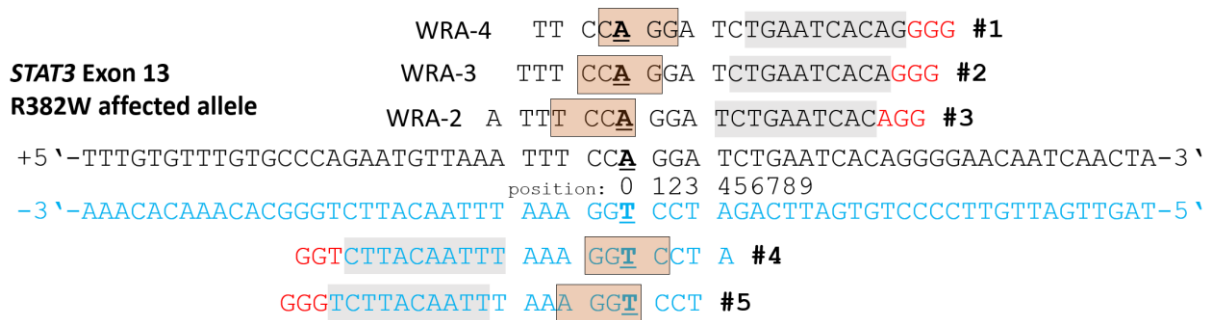 WRA-4 TT CCA GGA TCTGAATCACAGGGG #1
WRA-3 TTT CCA GGA TCTGAATCACAGGG #2
STAT3 Exon 13
R382W affected allele
WRA-2 A TTT CCA GGA TCTGAATCACAGG #3
+5‵-TTTGTGTTTGTGCCCAGAATGTTAAA TTT CCA GGA TCTGAATCACAGGGGAACAATCAACTA-3‵
position: 0 123 456789
-3‵-AAACACAAACACGGGTCTTACAATTT AAA GGT CCT AGACTTAGTGTCCCCTTGTTAGTTGAT-5‵
GGTCTTACAATTT AAA GGT CCT A #4
GGGTCTTACAATTT AAA GGT CCT #5